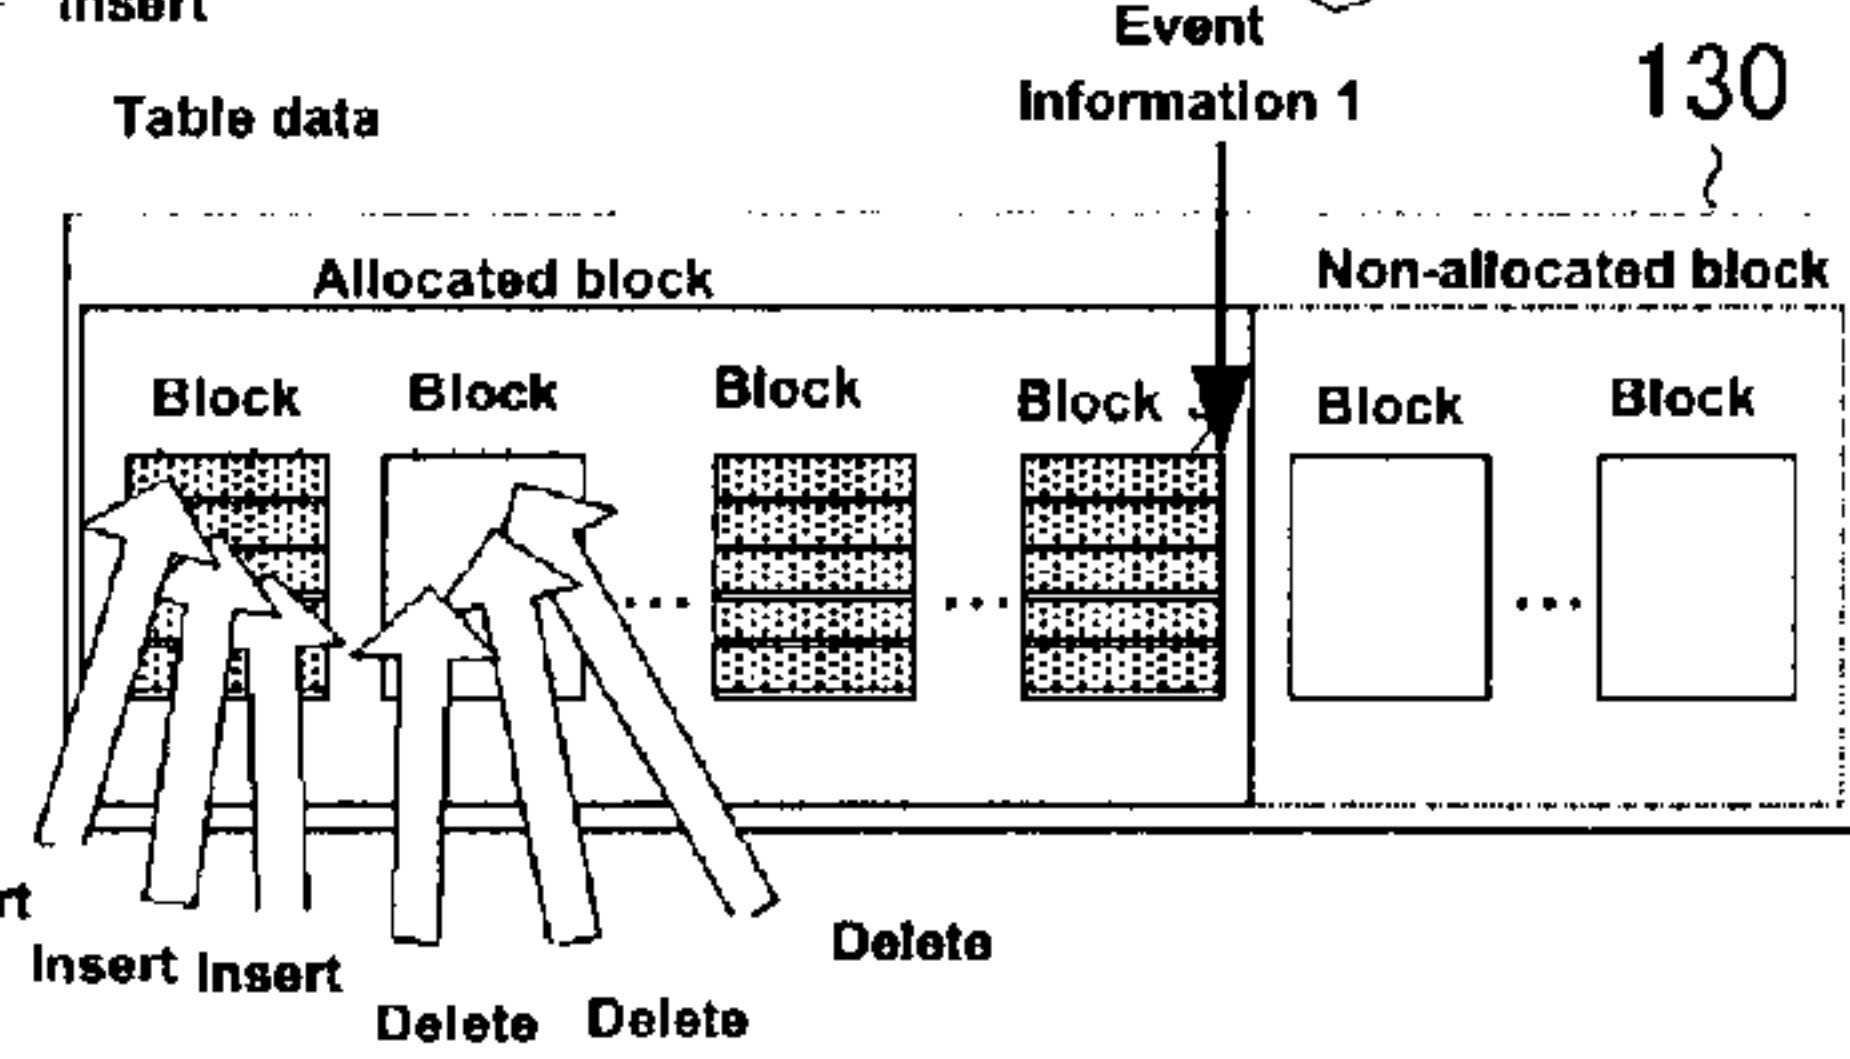 Insert
Event
Information 1
130
Table data
Allocated block
Non-allocated block
Block Block Block Block Block Block
Insert Insert
Delete Delete
Delete